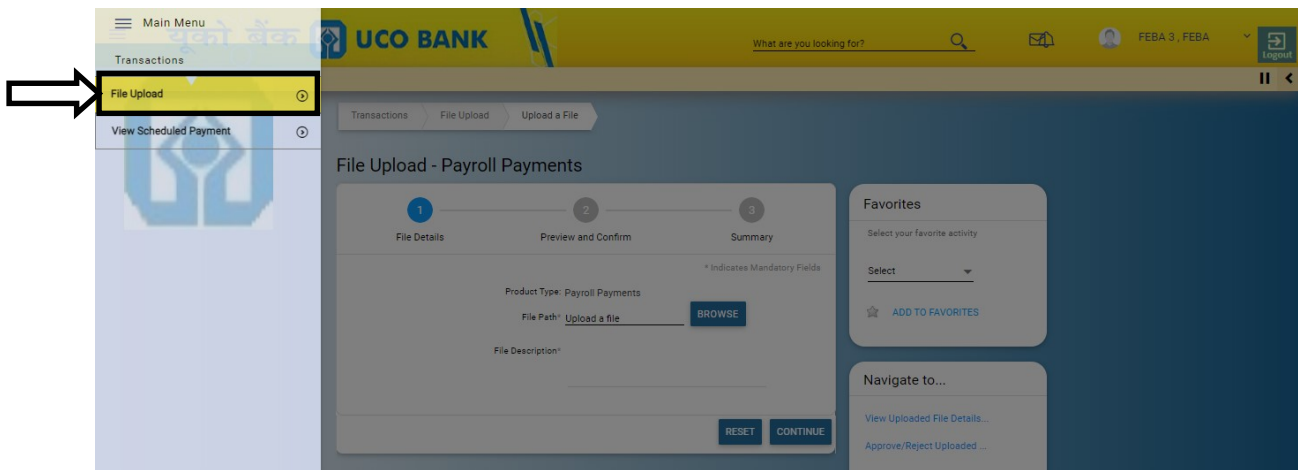 Main Menu
यूको बैंक UCO BANK
What are you looking for?
FEBA 3 , FEBA
Logout
Transactions
File Upload
View Scheduled Payment
Transactions
File Upload
Upload a File
File Upload - Payroll Payments
1
2
3
File Details
Preview and Confirm
Summary
* Indicates Mandatory Fields
Product Type: Payroll Payments
File Path* Upload a file
BROWSE
File Description*
RESET
CONTINUE
Favorites
Select your favorite activity
Select
ADD TO FAVORITES
Navigate to...
View Uploaded File Details...
Approve/Reject Uploaded ...